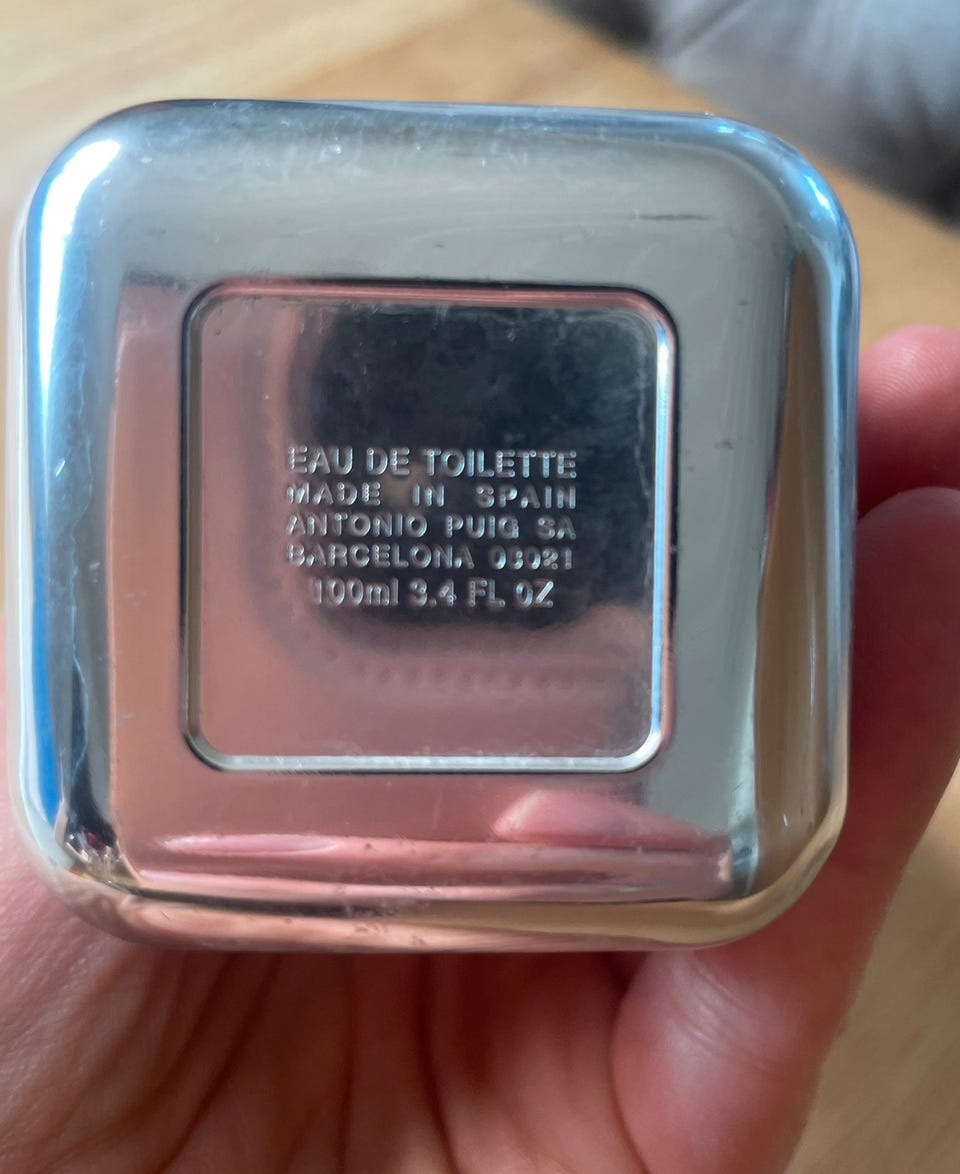 EAU DE TOILETTE
MADE IN SPAIN
ANTONIO PUIG SA
BARCELONA 08021
100ml 3.4 FL OZ